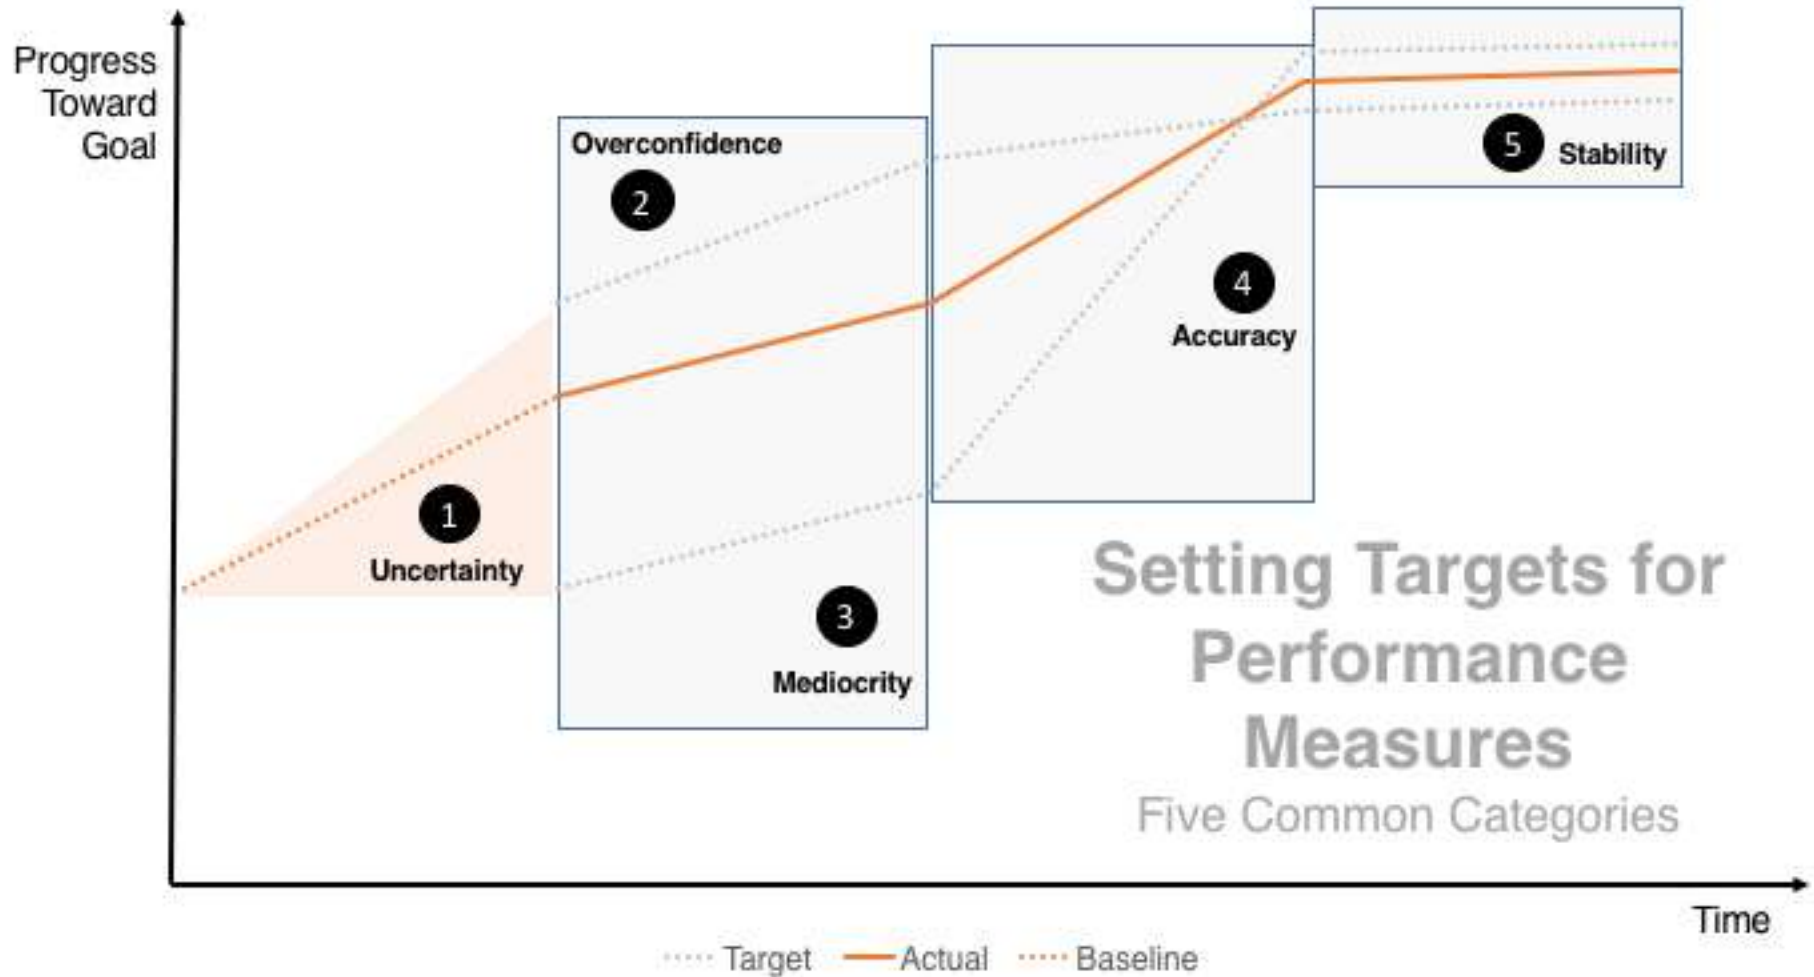 Progress
Toward
Goal
Overconfidence
2
1
Uncertainty
3
Mediocrity
4
Accuracy
5 Stability
Setting Targets for
Performance
Measures
Five Common Categories
Time
Target Actual Baseline